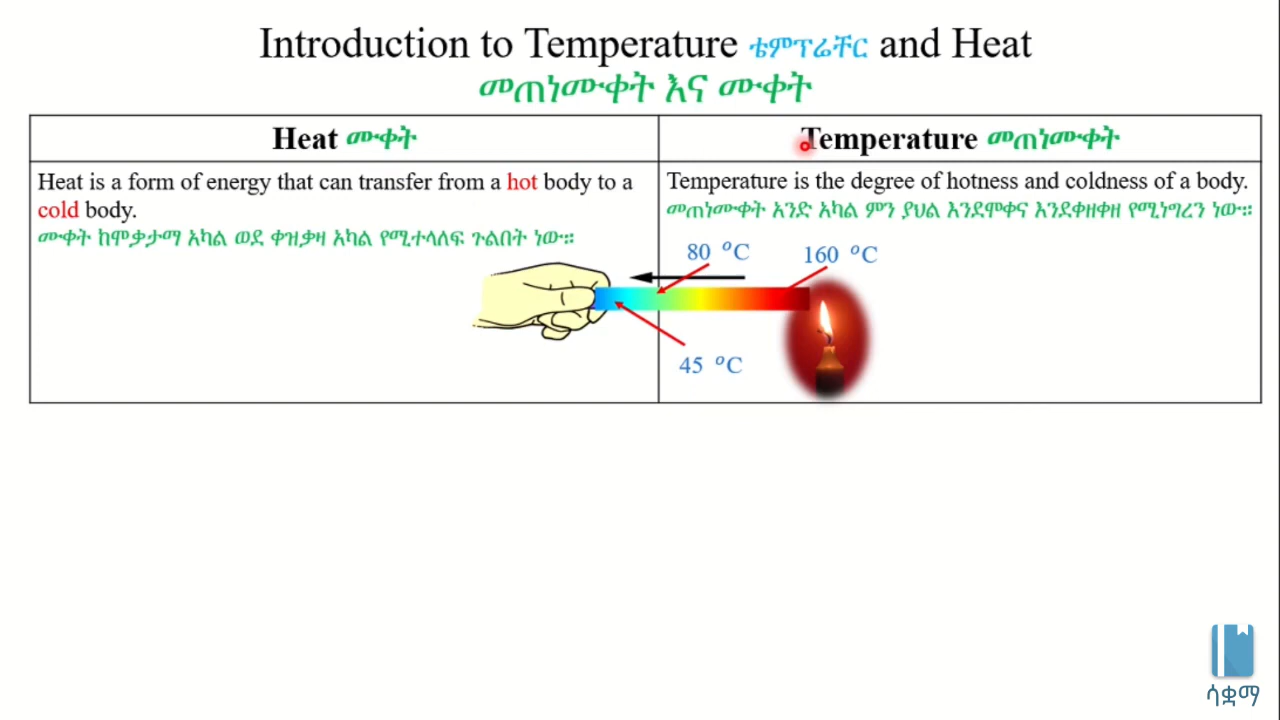 Introduction to Temperature ቴምፕሬቸር and Heat
መጠነሙቀት እና ሙቀት
Heat ሙቀት
Temperature መጠነሙቀት
Heat is a form of energy that can transfer from a hot body to a
cold body.
ሙቀት ከሞቃታማ አካል ወደ ቀዝቃዛ አካል የሚተላለፍ ጉልበት ነው።
Temperature is the degree of hotness and coldness of a body.
መጠነሙቀት አንድ አካል ምን ያህል እንደሞቀና እንደቀዘቀዘ የሚነግረን ነው።
80 °C
160 °C
45 °C
ሳቋማ